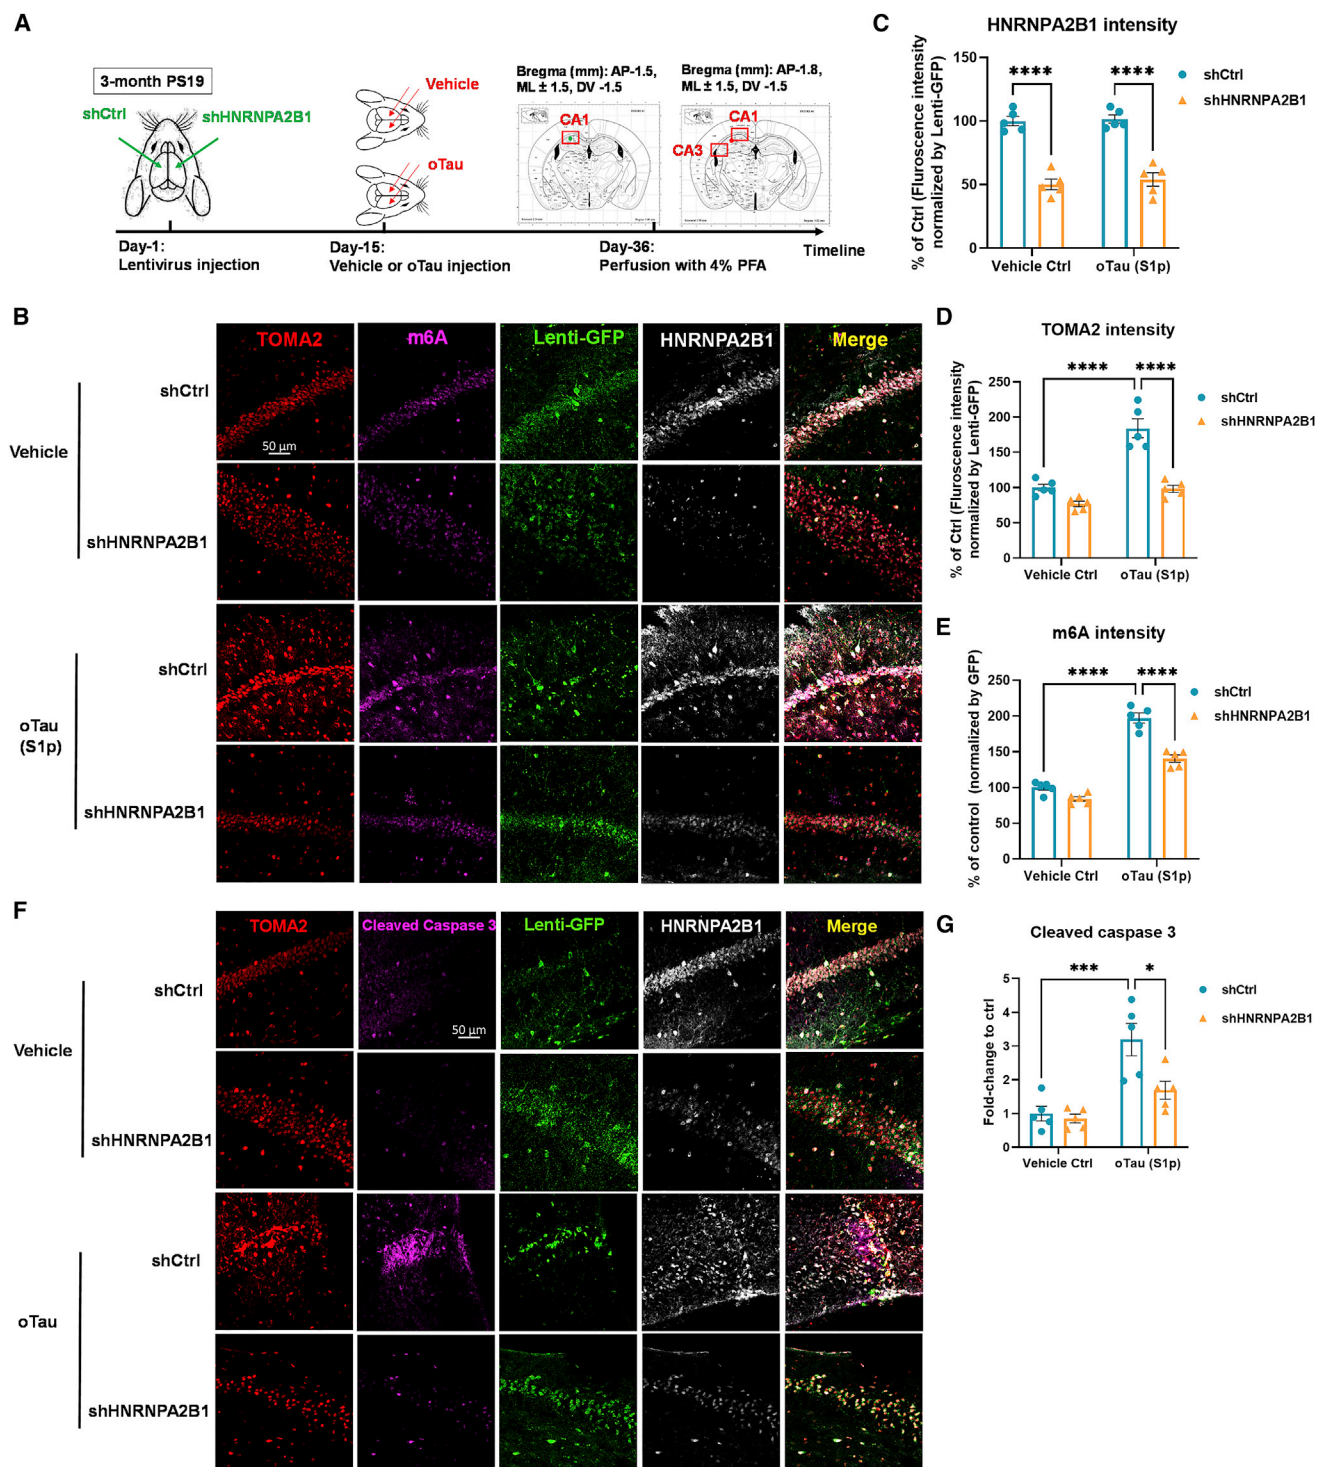 A
3-month PS19
shCtrl
shHNRNPA2B1
Vehicle
oTau
Bregma (mm): AP-1.5,
ML ± 1.5, DV -1.5
CA1
Bregma (mm): AP-1.8,
ML ± 1.5, DV -1.5
CA1
CA3
Day-1:
Lentivirus injection
Day-15:
Vehicle or oTau injection
Day-36:
Perfusion with 4% PFA
Timeline
C
HNRNPA2B1 intensity
% of Ctrl (Fluroscence intensity
normalized by Lenti-GFP)
150
100
50
0
****
****
shCtrl
shHNRNPA2B1
Vehicle Ctrl
oTau (S1p)
B
TOMA2
m6A
Lenti-GFP
HNRNPA2B1
Merge
Vehicle
shCtrl
50 µm
shHNRNPA2B1
oTau
(S1p)
shCtrl
shHNRNPA2B1
D
TOMA2 intensity
% of Ctrl (Fluroscence intensity
normalized by Lenti-GFP)
250
200
150
100
50
0
****
****
shCtrl
shHNRNPA2B1
Vehicle Ctrl
oTau (S1p)
E
m6A intensity
% of control (normalized by GFP)
250
200
150
100
50
0
****
****
shCtrl
shHNRNPA2B1
Vehicle Ctrl
oTau (S1p)
F
TOMA2
Cleaved Caspase 3
Lenti-GFP
HNRNPA2B1
Merge
Vehicle
shCtrl
50 µm
shHNRNPA2B1
oTau
shCtrl
shHNRNPA2B1
G
Cleaved caspase 3
Fold-change to ctrl
5
4
3
2
1
0
***
*
shCtrl
shHNRNPA2B1
Vehicle Ctrl
oTau (S1p)